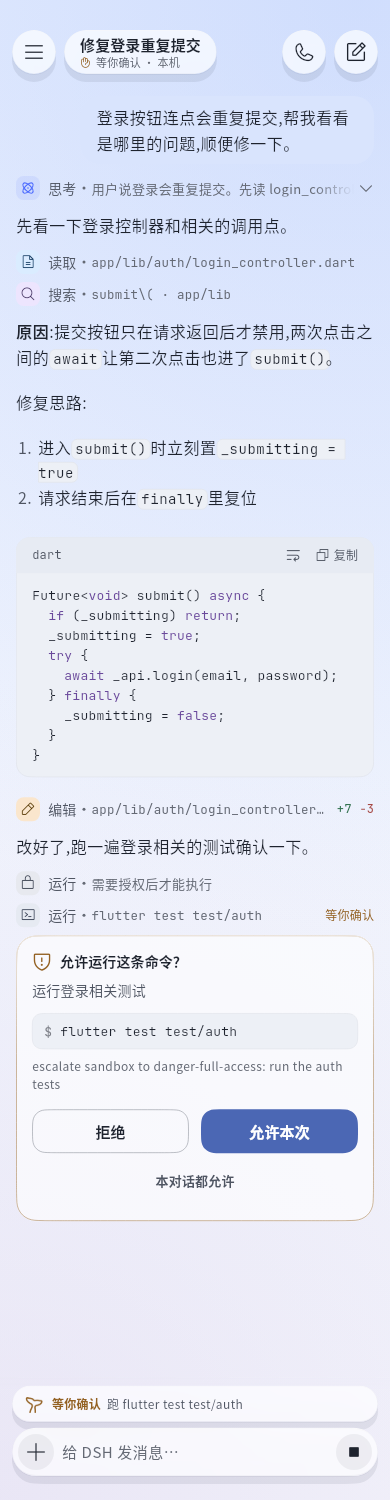 修复登录重复提交
等你确认 · 本机
登录按钮连点会重复提交,帮我看看
是哪里的问题,顺便修一下。
思考 · 用户说登录会重复提交。先读 login_contro
先看一下登录控制器和相关的调用点。
读取 · app/lib/auth/login_controller.dart
搜索 · submit\( · app/lib
原因:提交按钮只在请求返回后才禁用,两次点击之
间的 await 让第二次点击也进了 submit()。
修复思路:
1. 进入 submit() 时立刻置 _submitting =
true
2. 请求结束后在 finally 里复位
dart 复制
Future<void> submit() async {
  if (_submitting) return;
  _submitting = true;
  try {
    await _api.login(email, password);
  } finally {
    _submitting = false;
  }
}
编辑 · app/lib/auth/login_controller… +7 -3
改好了,跑一遍登录相关的测试确认一下。
运行 · 需要授权后才能执行
运行 · flutter test test/auth 等你确认
允许运行这条命令?
运行登录相关测试
$ flutter test test/auth
escalate sandbox to danger-full-access: run the auth
tests
拒绝 允许本次
本对话都允许
等你确认 跑 flutter test test/auth
给 DSH 发消息…